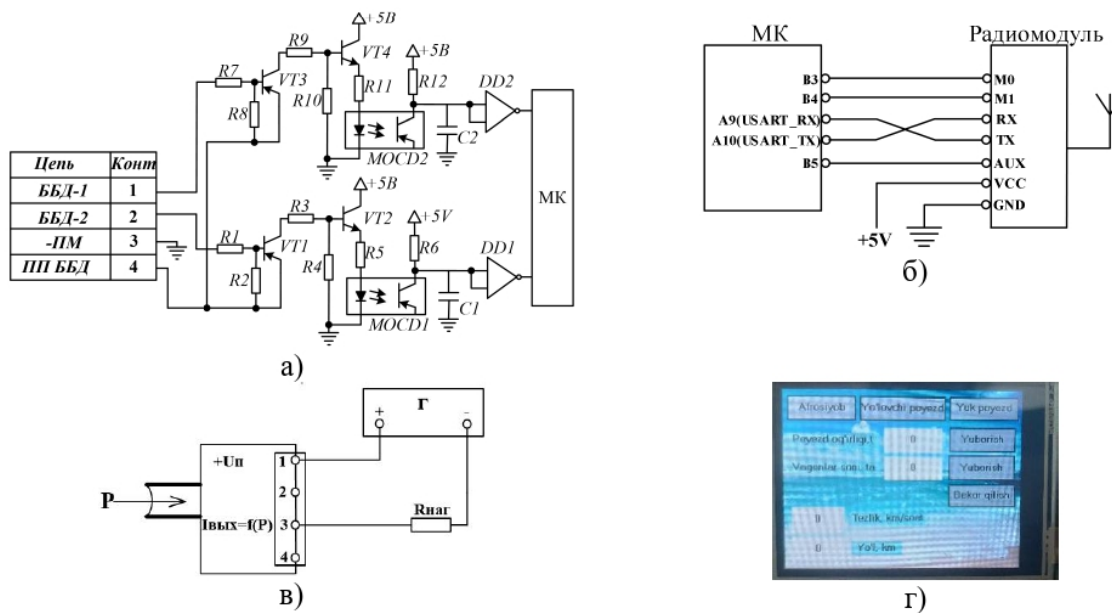 +5В
R9
VT4
+5В
R7
VT3
R11
R12
DD2
R8
R10
C2
MOCD2
Цепь Конт
ББД-1 1
ББД-2 2
-ПМ 3
ПП ББД 4
+5В
R3
VT2
+5V
R1
VT1
R5
R6
DD1
R2
R4
C1
MOCD1
МК
а)
МК Радиомодуль
B3 M0
B4 M1
A9(USART_RX) RX
A10(USART_TX) TX
B5 AUX
VCC
GND
+5V
б)
Г
+ -
+Uп 1
2
P
Iвых=f(P) 3
Rнаг
4
в)
Afrosiyob Yo'lovchi poyezd Yuk poyezd
Poyezd og'irligi,t 0 Yuborish
Vagonlar soni, ta 0 Yuborish
Bekor qilish
0 Tezlik, km/soat
0 Yo'l, km
г)